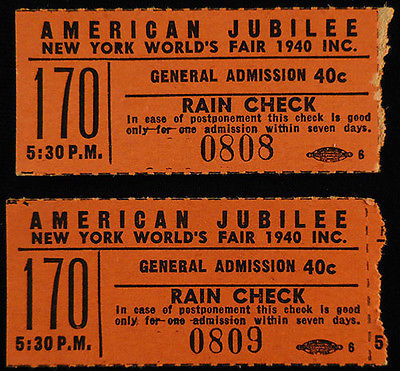 AMERICAN JUBILEE
NEW YORK WORLD'S FAIR 1940 INC.
170
5:30 P.M.
GENERAL ADMISSION 40c
RAIN CHECK
In case of postponement this check is good
only for one admission within seven days.
0808
6
AMERICAN JUBILEE
NEW YORK WORLD'S FAIR 1940 INC.
170
5:30 P.M.
GENERAL ADMISSION 40c
RAIN CHECK
In case of postponement this check is good
only for one admission within seven days.
0809
6
5